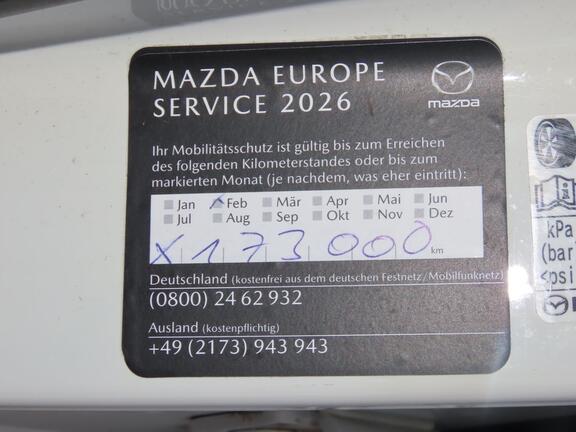 MAZDA EUROPE
SERVICE 2026
mazda
Ihr Mobilitätsschutz ist gültig bis zum Erreichen
des folgenden Kilometerstandes oder bis zum
markierten Monat (je nachdem, was eher eintritt):
Jan Feb Mär Apr Mai Jun
Jul Aug Sep Okt Nov Dez
X173000 km
Deutschland (kostenfrei aus dem deutschen Festnetz/Mobilfunknetz)
(0800) 24 62 932
Ausland (kostenpflichtig)
+49 (2173) 943 943
kPa
(bar
<psi